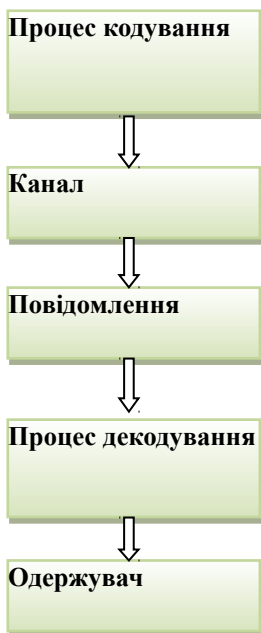 Процес кодування
Канал
Повідомлення
Процес декодування
Одержувач